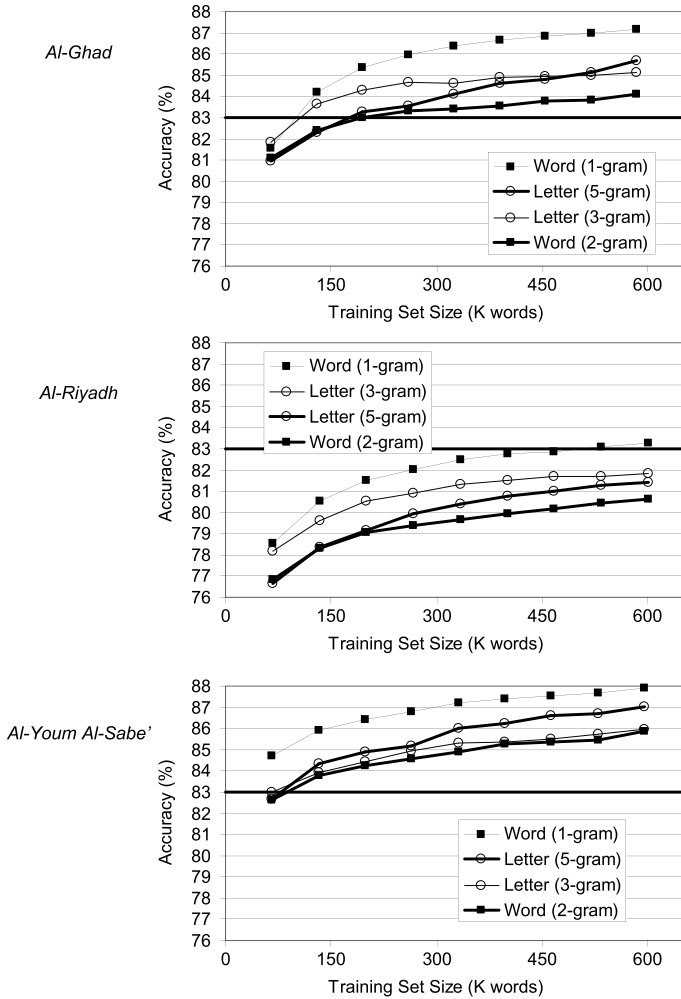 Al-Ghad
Accuracy (%)
88
87
86
85
84
83
82
81
80
79
78
77
76
Word (1-gram)
Letter (5-gram)
Letter (3-gram)
Word (2-gram)
0 150 300 450 600
Training Set Size (K words)
Al-Riyadh
Accuracy (%)
88
87
86
85
84
83
82
81
80
79
78
77
76
Word (1-gram)
Letter (3-gram)
Letter (5-gram)
Word (2-gram)
0 150 300 450 600
Training Set Size (K words)
Al-Youm Al-Sabe’
Accuracy (%)
88
87
86
85
84
83
82
81
80
79
78
77
76
Word (1-gram)
Letter (5-gram)
Letter (3-gram)
Word (2-gram)
0 150 300 450 600
Training Set Size (K words)